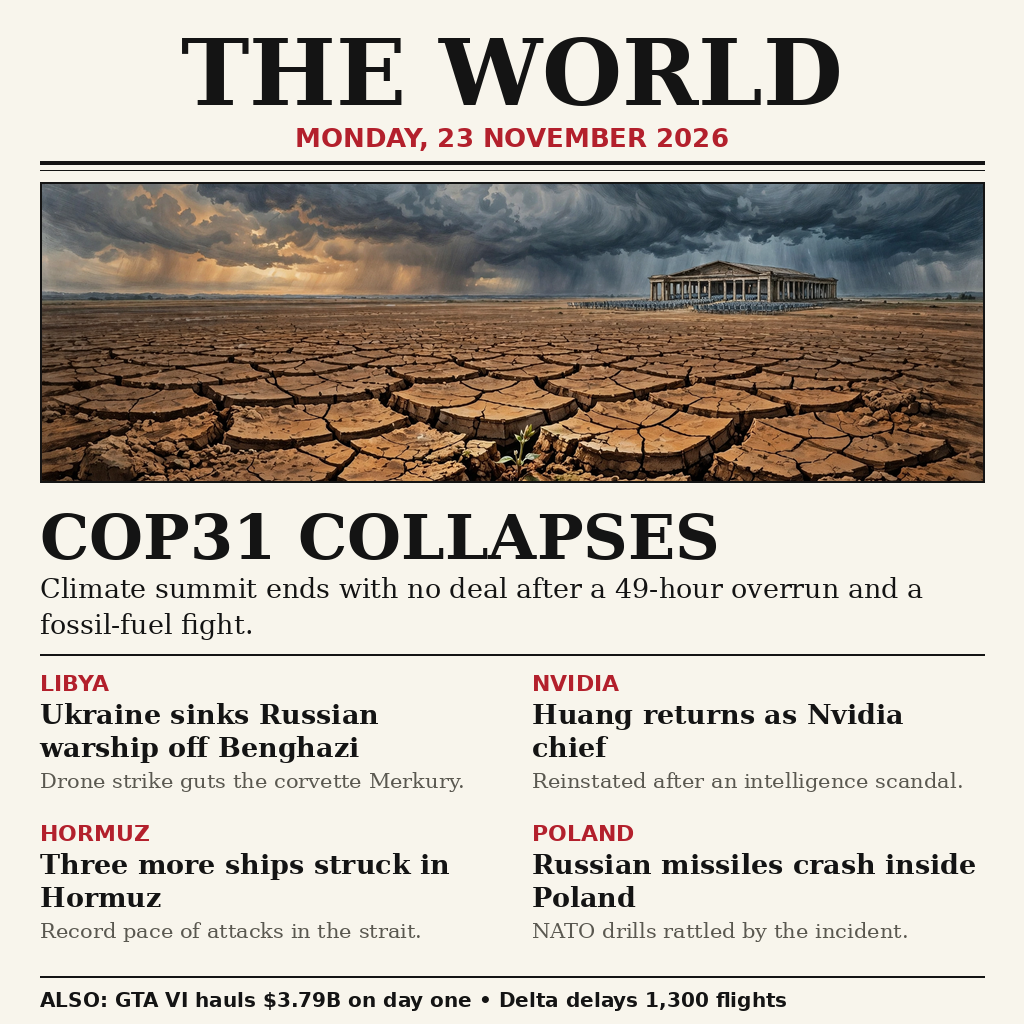 THE WORLD
MONDAY, 23 NOVEMBER 2026
COP31 COLLAPSES
Climate summit ends with no deal after a 49-hour overrun and a
fossil-fuel fight.
LIBYA
Ukraine sinks Russian
warship off Benghazi
Drone strike guts the corvette Merkury.
NVIDIA
Huang returns as Nvidia
chief
Reinstated after an intelligence scandal.
HORMUZ
Three more ships struck in
Hormuz
Record pace of attacks in the strait.
POLAND
Russian missiles crash inside
Poland
NATO drills rattled by the incident.
ALSO: GTA VI hauls $3.79B on day one • Delta delays 1,300 flights